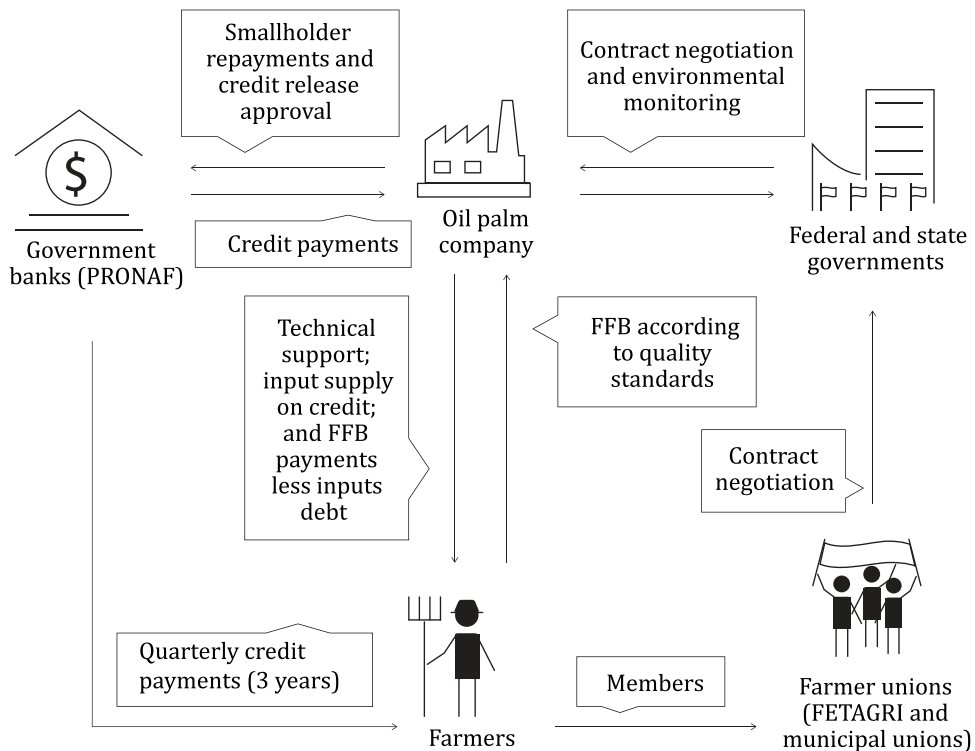 Smallholder
repayments and
credit release
approval
Contract negotiation
and environmental
monitoring
$
Government
banks (PRONAF)
Oil palm
company
Federal and state
governments
Credit payments
Technical
support;
input supply
on credit;
and FFB
payments
less inputs
debt
FFB according
to quality
standards
Contract
negotiation
Quarterly credit
payments (3 years)
Members
Farmers
Farmer unions
(FETAGRI and
municipal unions)